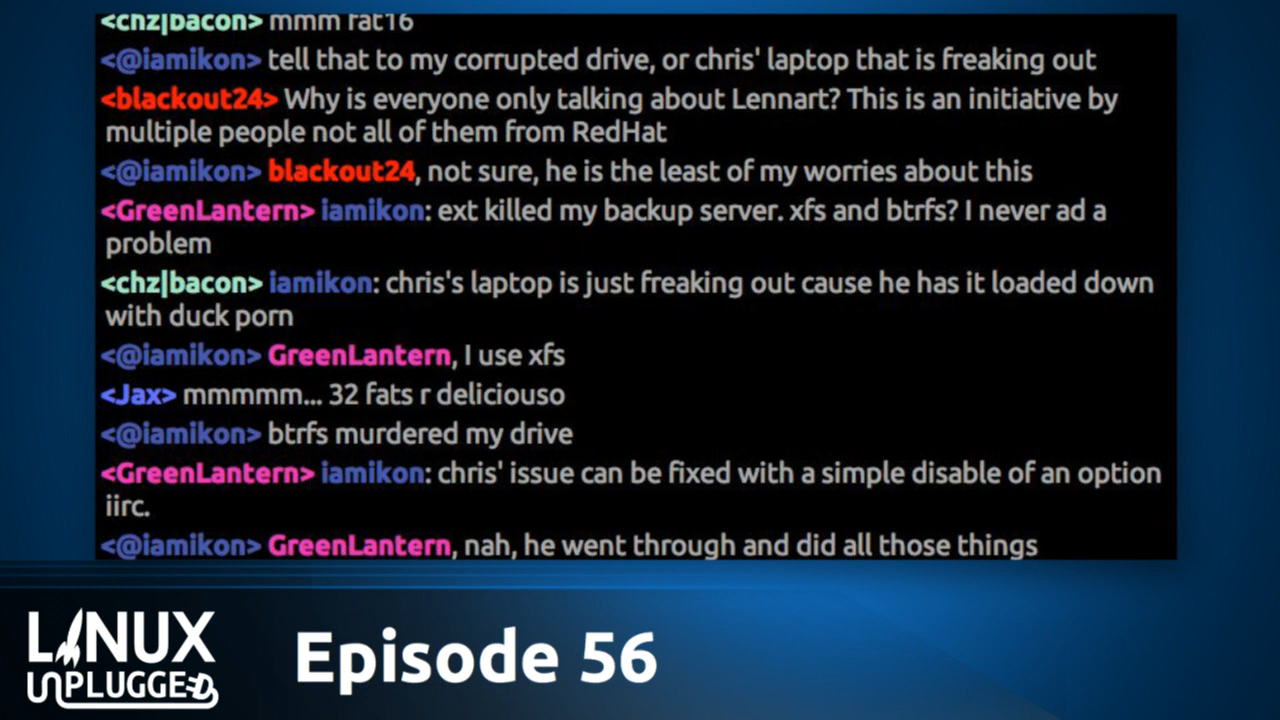 <chz|bacon> mmm fat16
<@iamikon> tell that to my corrupted drive, or chris' laptop that is freaking out
<blackout24> Why is everyone only talking about Lennart? This is an initiative by
multiple people not all of them from RedHat
<@iamikon> blackout24, not sure, he is the least of my worries about this
<GreenLantern> iamikon: ext killed my backup server. xfs and btrfs? I never ad a
problem
<chz|bacon> iamikon: chris's laptop is just freaking out cause he has it loaded down
with duck porn
<@iamikon> GreenLantern, I use xfs
<Jax> mmmmm... 32 fats r deliciouso
<@iamikon> btrfs murdered my drive
<GreenLantern> iamikon: chris' issue can be fixed with a simple disable of an option
iirc.
<@iamikon> GreenLantern, nah, he went through and did all those things
LINUX
UNPLUGGED
Episode 56